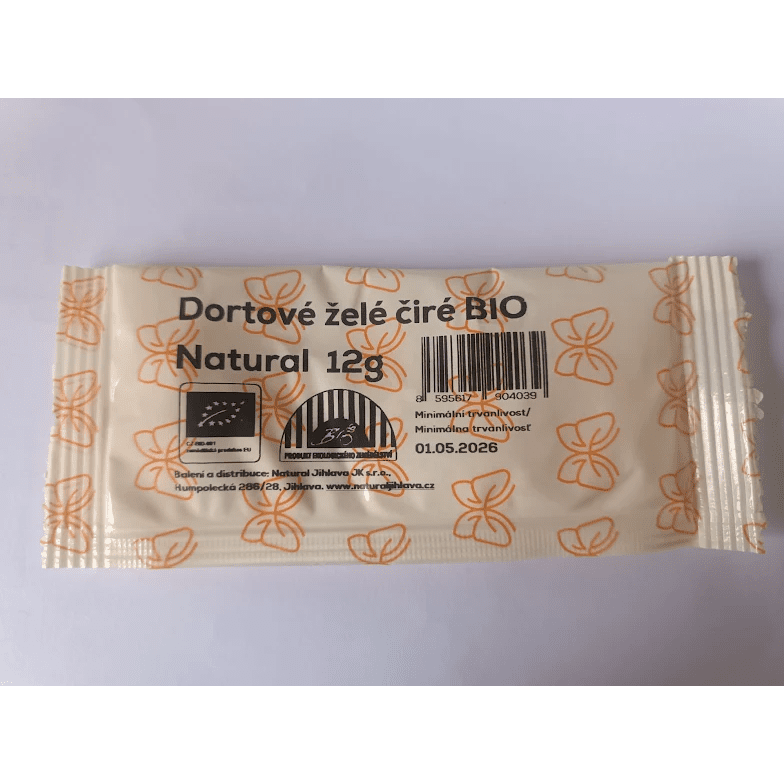 Dortové želé čiré BIO
Natural 12g
8 595617 904039
Minimální trvanlivost/
Minimálna trvanlivosť
01.05.2026
BIO
PRODUKT EKOLOGICKÉHO ZEMĚDĚLSTVÍ
Balení a distribuce: Natural Jihlava JK s.r.o.,
Humpolecká 286/28, Jihlava. www.naturaljihlava.cz